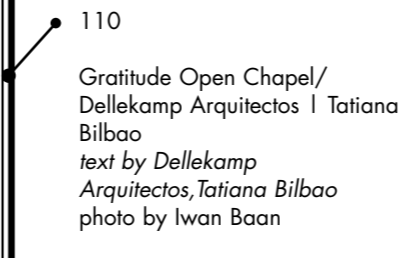 110
Gratitude Open Chapel/
Dellekamp Arquitectos | Tatiana
Bilbao
text by Dellekamp
Arquitectos,Tatiana Bilbao
photo by Iwan Baan